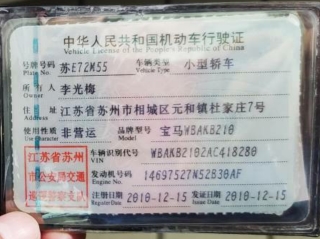 中华人民共和国机动车行驶证
Vehicle License of the People's Republic of China
号牌号码 苏E72M55 车辆类型 小型轿车
Plate No. Vehicle Type
所有人 李光梅
Owner
住址 江苏省苏州市相城区元和镇杜家庄7号
Address
使用性质 非营运 品牌型号 宝马WBAKB210
Use Character Model
江苏省苏州
市公安局交通
巡逻警察支队
车辆识别代号 WBAKB2102AC418280
VIN
发动机号码 14697527N52B30AF
Engine No.
注册日期 2010-12-15 发证日期 2010-12-15
Register Date Issue Date